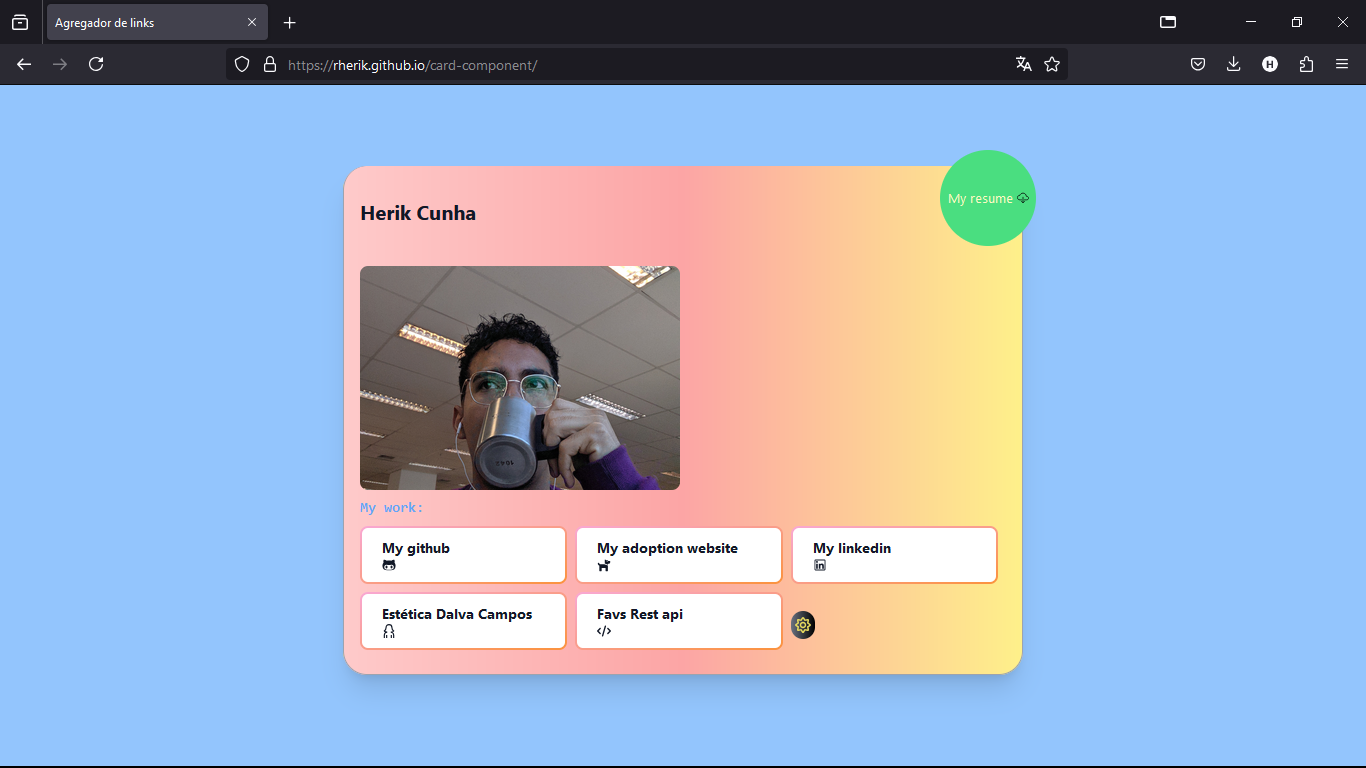 Agregador de links
https://rherik.github.io/card-component/
H
My resume
Herik Cunha
My work:
My github
My adoption website
My linkedin
Estética Dalva Campos
Favs Rest api